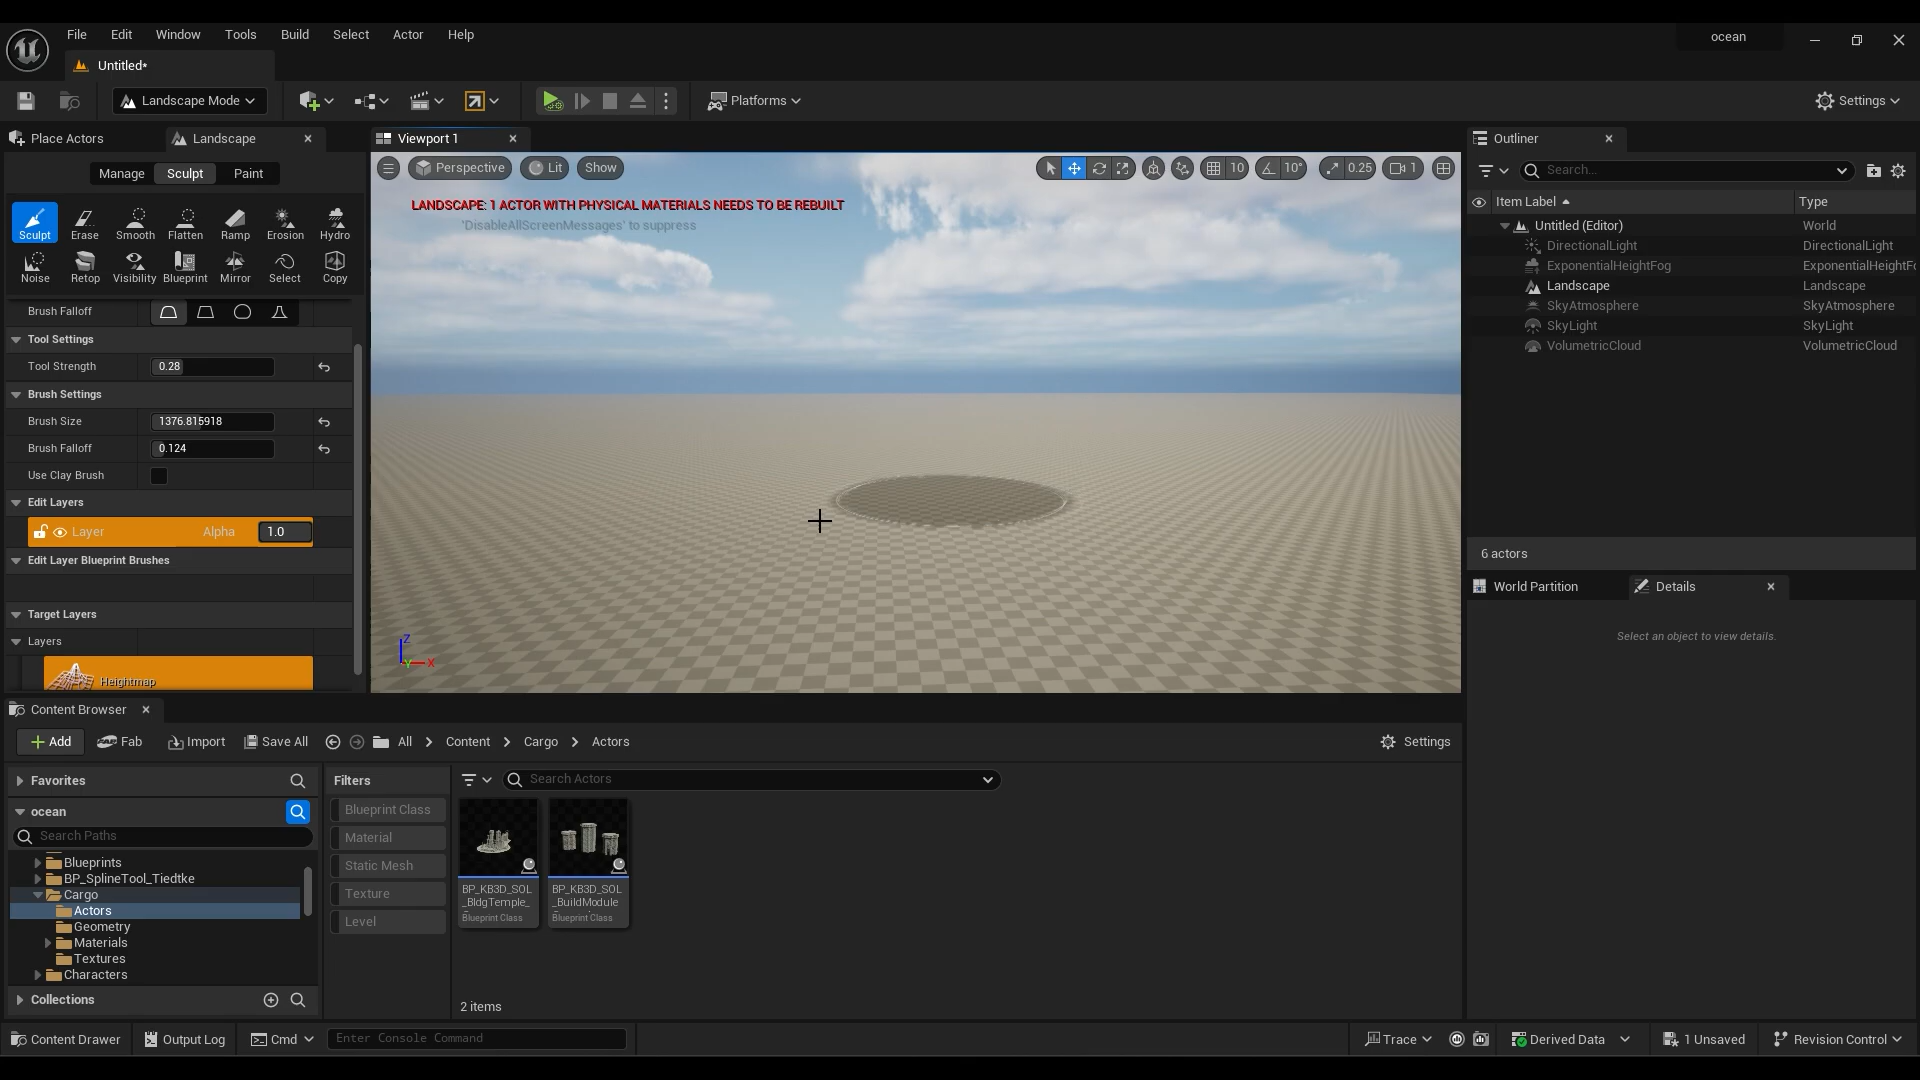 File Edit Window Tools Build Select Actor Help
ocean
Untitled*
Landscape Mode
Platforms
Settings
Place Actors
Landscape
Viewport 1
Outliner
Manage Sculpt Paint
Perspective Lit Show
10 10° 0.25 1
Search...
LANDSCAPE: 1 ACTOR WITH PHYSICAL MATERIALS NEEDS TO BE REBUILT
'DisableAllScreenMessages' to suppress
Item Label Type
Sculpt Erase Smooth Flatten Ramp Erosion Hydro
Noise Retop Visibility Blueprint Mirror Select Copy
Untitled (Editor) World
DirectionalLight DirectionalLight
ExponentialHeightFog ExponentialHeightFo
Landscape Landscape
SkyAtmosphere SkyAtmosphere
SkyLight SkyLight
VolumetricCloud VolumetricCloud
Brush Falloff
Tool Settings
Tool Strength 0.28
Brush Settings
Brush Size 1376.815918
Brush Falloff 0.124
Use Clay Brush
Edit Layers
Layer Alpha 1.0
Edit Layer Blueprint Brushes
Target Layers
Layers
Heightmap
Z
Y X
6 actors
World Partition
Details
Select an object to view details.
Content Browser
Add Fab Import Save All All Content Cargo Actors
Settings
Favorites
Filters
Search Actors
ocean
Search Paths
Blueprints
BP_SplineTool_Tiedtke
Cargo
Actors
Geometry
Materials
Textures
Characters
Collections
Blueprint Class
Material
Static Mesh
Texture
Level
BP_KB3D_SOL
_BldgTemple_
Blueprint Class
BP_KB3D_SOL
_BuildModule
Blueprint Class
2 items
Content Drawer Output Log Cmd Enter Console Command
Trace Derived Data 1 Unsaved Revision Control